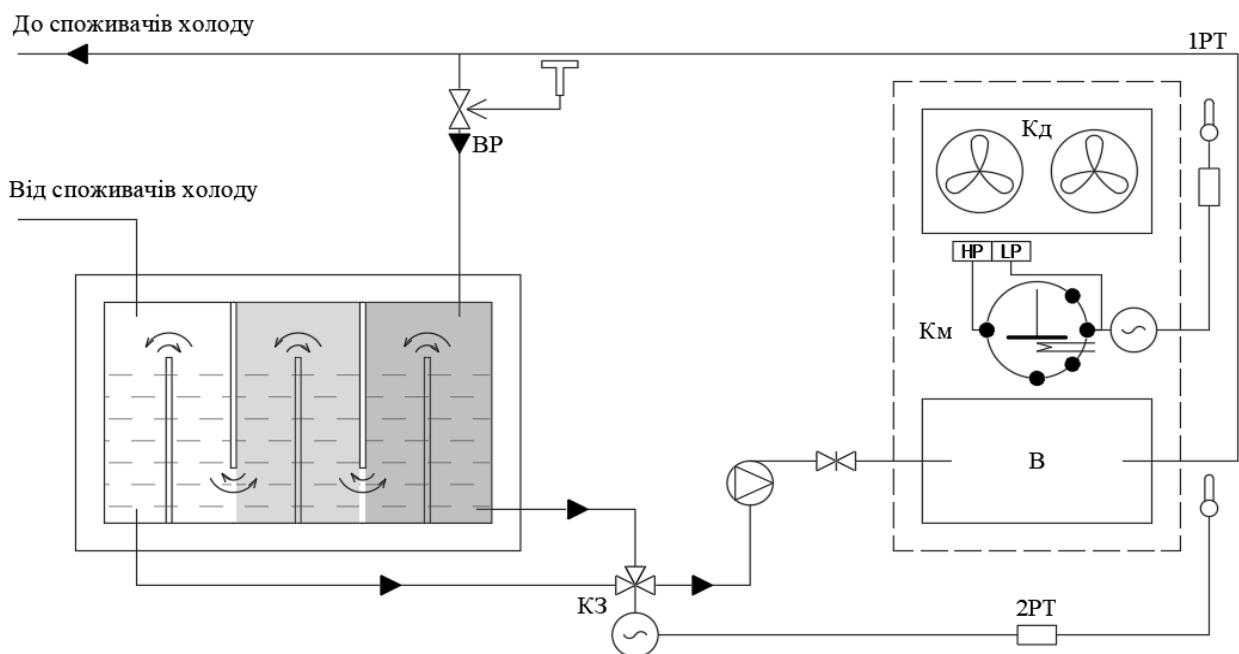 До споживачів холоду
1РТ
Кд
ВР
Від споживачів холоду
HP LP
Км
В
КЗ
2РТ